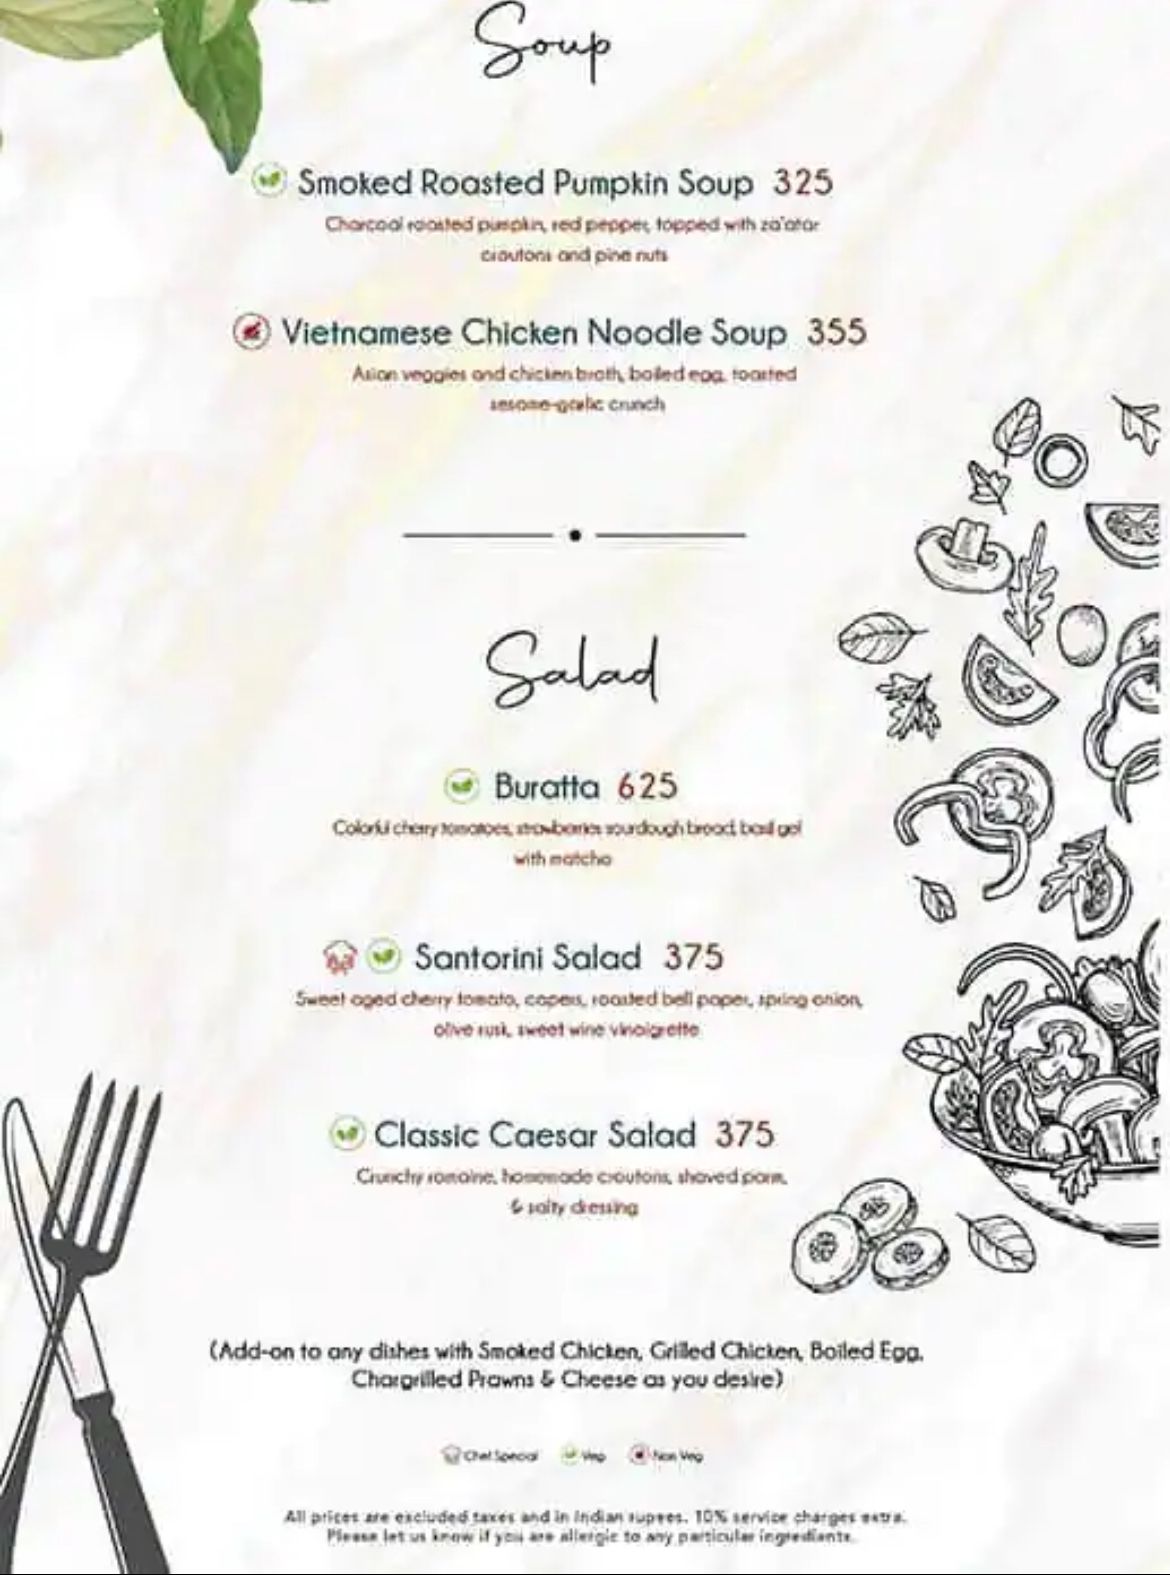 Soup
Smoked Roasted Pumpkin Soup 325
Charcoal roasted pumpkin, red pepper, topped with za'atar
croutons and pine nuts
Vietnamese Chicken Noodle Soup 355
Asian veggies and chicken broth, boiled egg, toasted
sesame-garlic crunch
Salad
Buratta 625
Colorful cherry tomatoes, strawberries sourdough bread, basil gel
with matcha
Santorini Salad 375
Sweet aged cherry tomato, capers, roasted bell paper, spring onion,
olive rusk, sweet wine vinaigrette
Classic Caesar Salad 375
Crunchy romaine, homemade croutons, shaved parm,
& salty dressing
(Add-on to any dishes with Smoked Chicken, Grilled Chicken, Boiled Egg,
Chargrilled Prawns & Cheese as you desire)
Chef Special Veg Non Veg
All prices are excluded taxes and in Indian rupees. 10% service charges extra.
Please let us know if you are allergic to any particular ingredients.